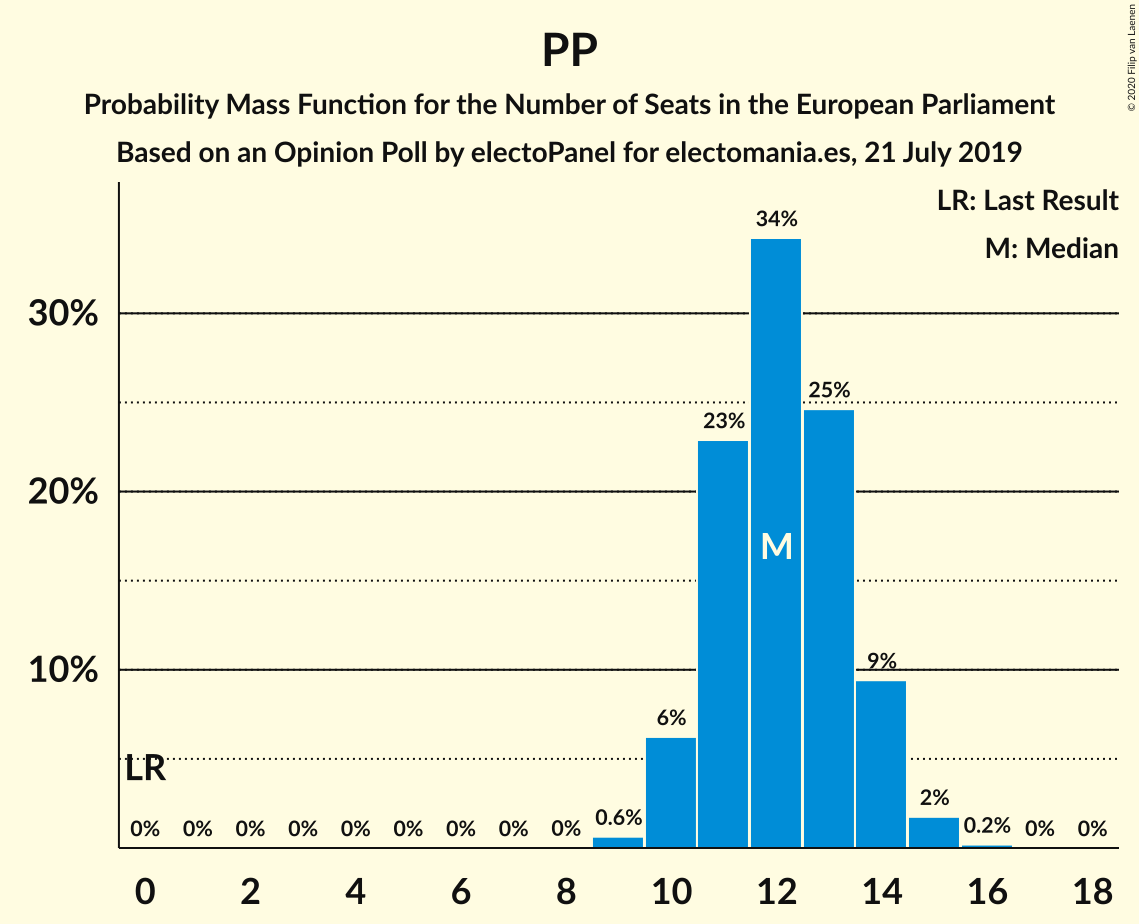 PP
Probability Mass Function for the Number of Seats in the European Parliament
Based on an Opinion Poll by electoPanel for electomania.es, 21 July 2019
© 2020 Filip van Laenen
LR: Last Result
M: Median
34%
30%
25%
23%
20%
M
10%
9%
6%
LR
2%
0% 0% 0% 0% 0% 0% 0% 0% 0% 0.6% 0.2% 0% 0%
0 2 4 6 8 10 12 14 16 18